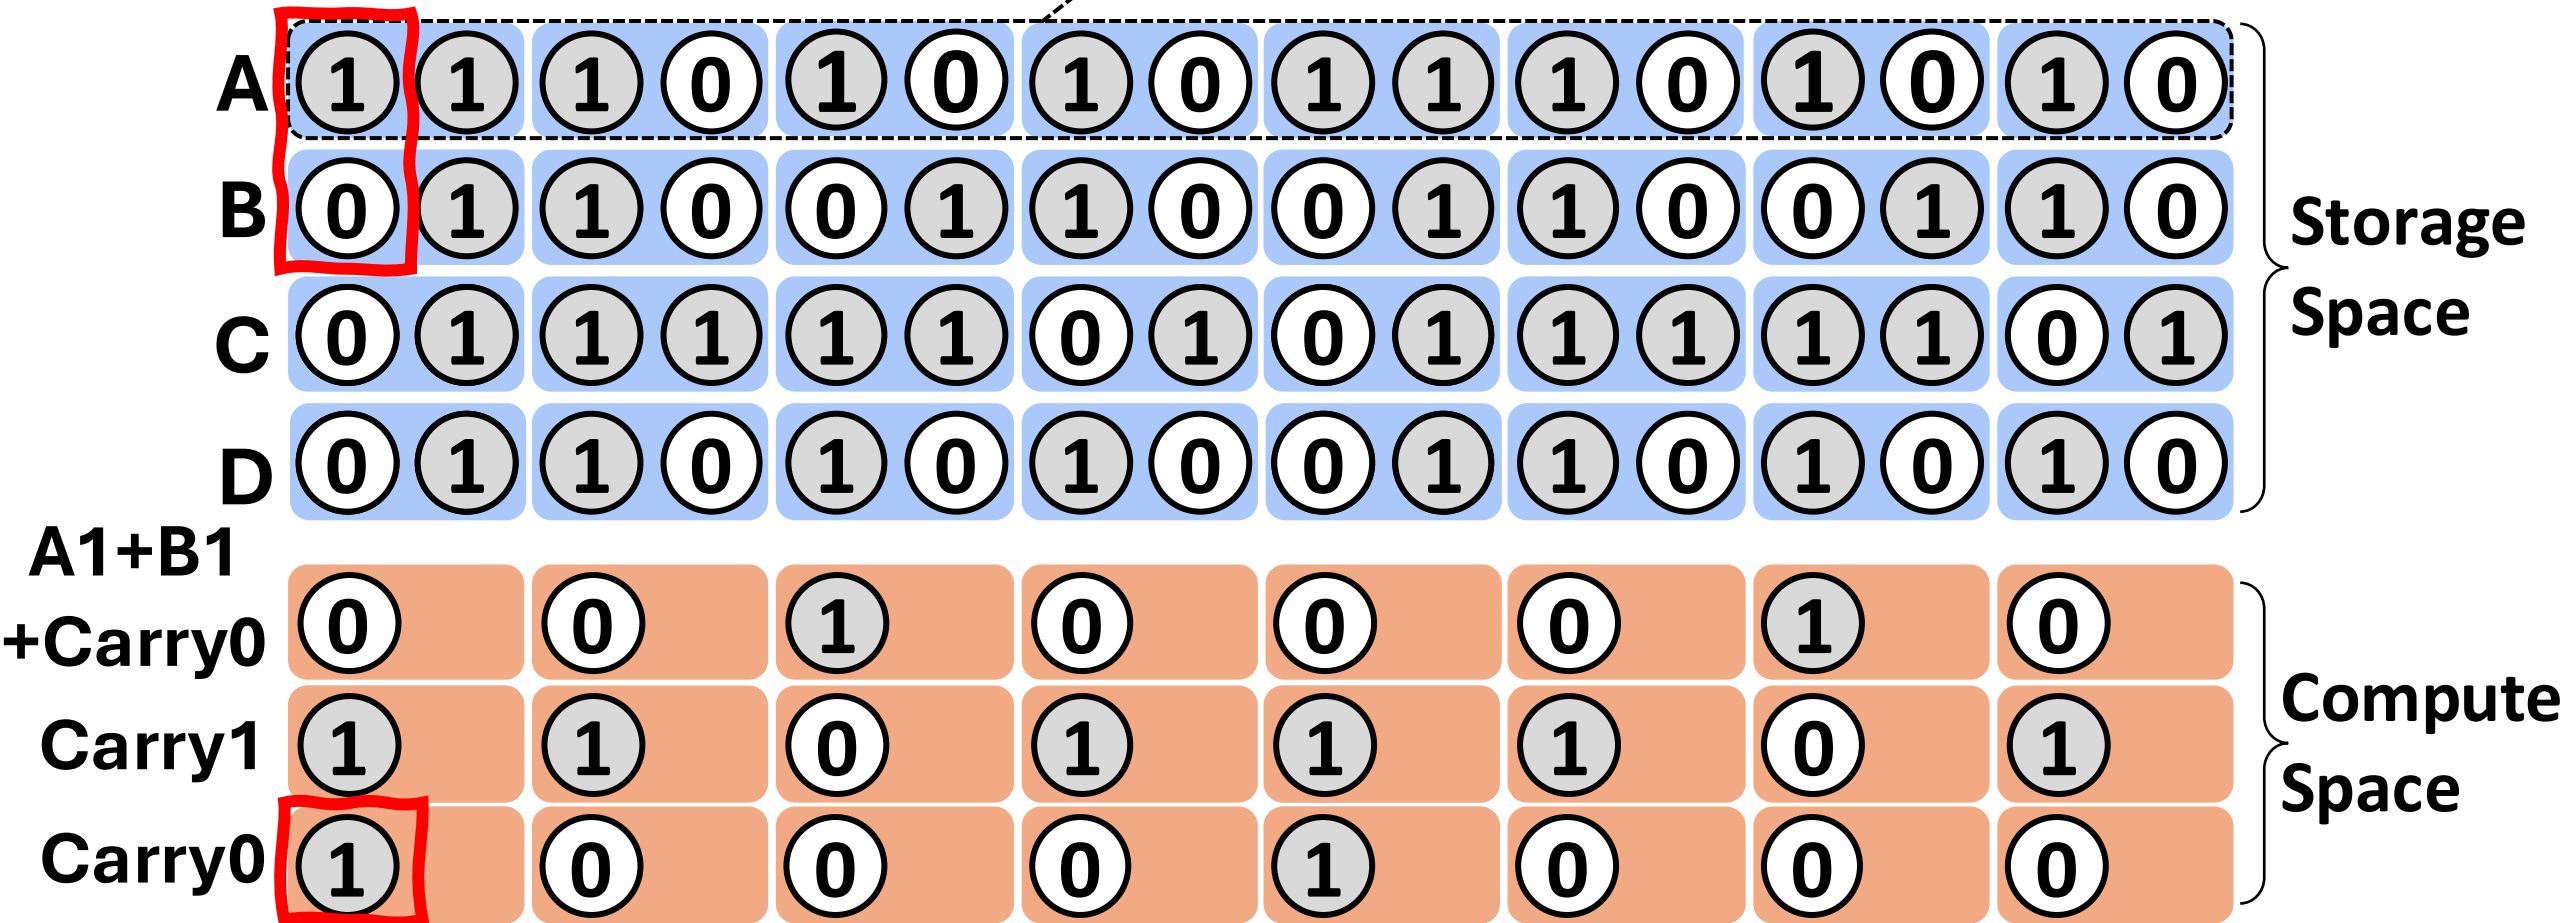 A 1 1 1 0 1 0 1 0 1 1 1 0 1 0 1 0
B 0 1 1 0 0 1 1 0 0 1 1 0 0 1 1 0
C 0 1 1 1 1 1 0 1 0 1 1 1 1 1 0 1
D 0 1 1 0 1 0 1 0 0 1 1 0 1 0 1 0
Storage
Space
A1+B1
+Carry0 0 0 1 0 0 0 1 0
Carry1 1 1 0 1 1 1 0 1
Carry0 1 0 0 0 1 0 0 0
Compute
Space